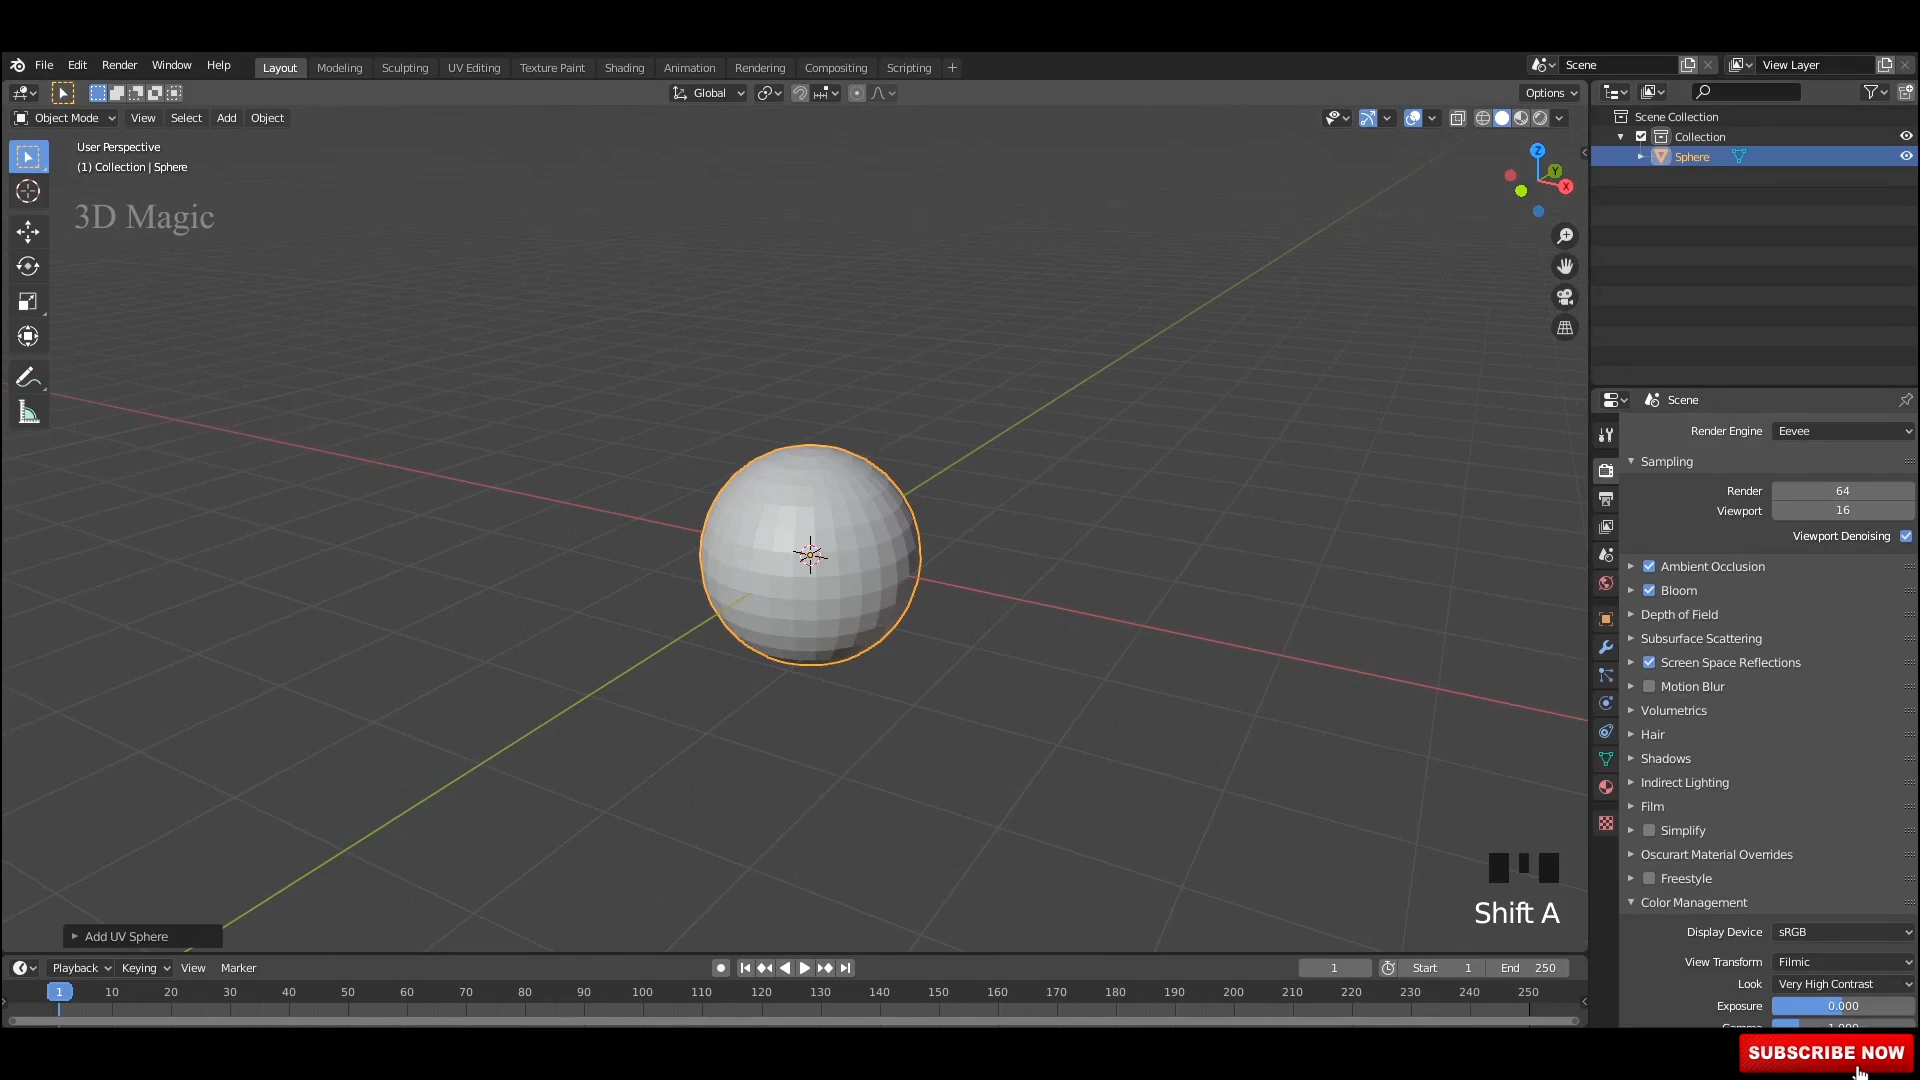 File Edit Render Window Help Layout Modeling Sculpting UV Editing Texture Paint Shading Animation Rendering Compositing Scripting + Scene View Layer
Global Options
Object Mode View Select Add Object
User Perspective
(1) Collection | Sphere
3D Magic
Z
Y
X
Scene Collection
Collection
Sphere
Scene
Render Engine Eevee
Sampling
Render 64
Viewport 16
Viewport Denoising
Ambient Occlusion
Bloom
Depth of Field
Subsurface Scattering
Screen Space Reflections
Motion Blur
Volumetrics
Hair
Shadows
Indirect Lighting
Film
Simplify
Oscurart Material Overrides
Freestyle
Color Management
Display Device sRGB
View Transform Filmic
Look Very High Contrast
Exposure 0.000
Shift A
Add UV Sphere
Playback Keying View Marker 1 Start 1 End 250
1 10 20 30 40 50 60 70 80 90 100 110 120 130 140 150 160 170 180 190 200 210 220 230 240 250
SUBSCRIBE NOW